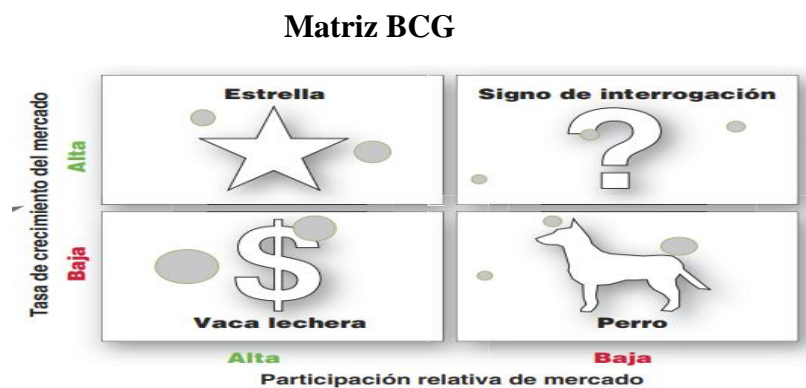 Matriz BCG
Estrella
Signo de interrogación
Tasa de crecimiento del mercado
Alta
?
Baja
$
Vaca lechera
Perro
Alta
Baja
Participación relativa de mercado